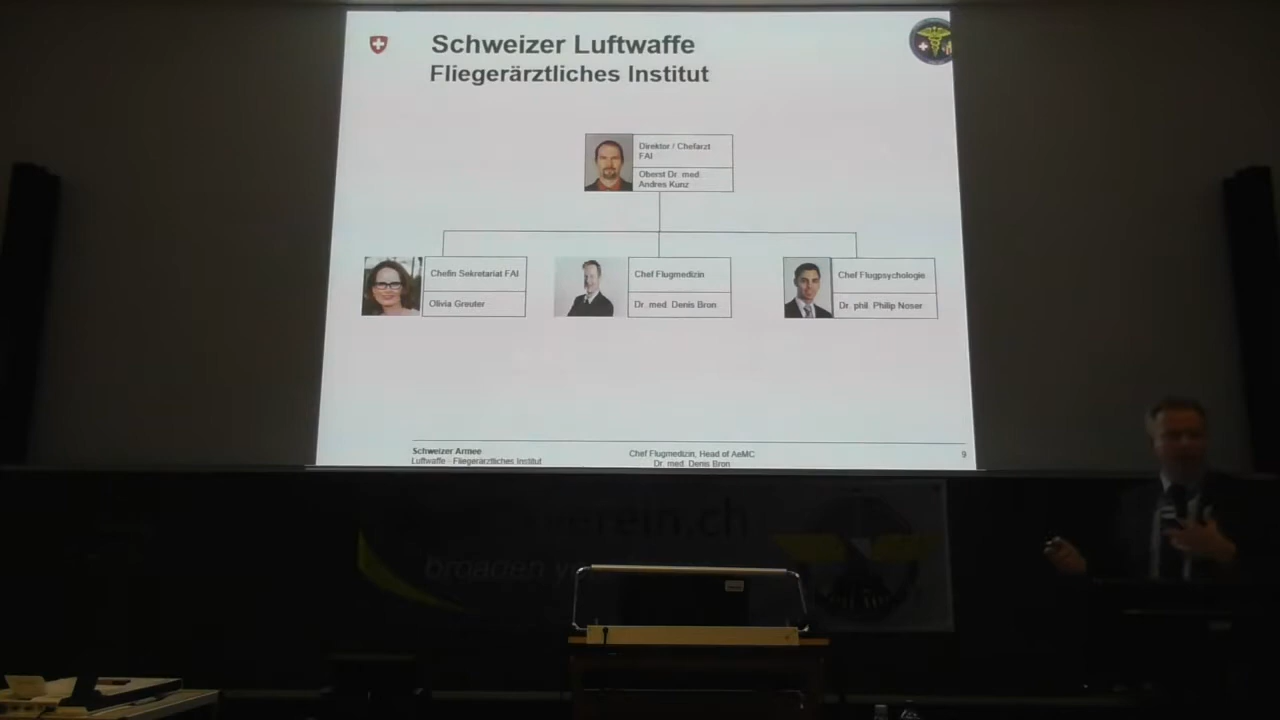 Schweizer Luftwaffe
Fliegerärztliches Institut
Direktor / Chefarzt
FAI
Oberst Dr. med.
Andres Kunz
Chefin Sekretariat FAI
Olivia Greuter
Chef Flugmedizin
Dr. med. Denis Bron
Chef Flugpsychologie
Dr. phil. Philip Noser
Schweizer Armee
Luftwaffe - Fliegerärztliches Institut
Chef Flugmedizin, Head of AeMC
Dr. med. Denis Bron
9
broaden